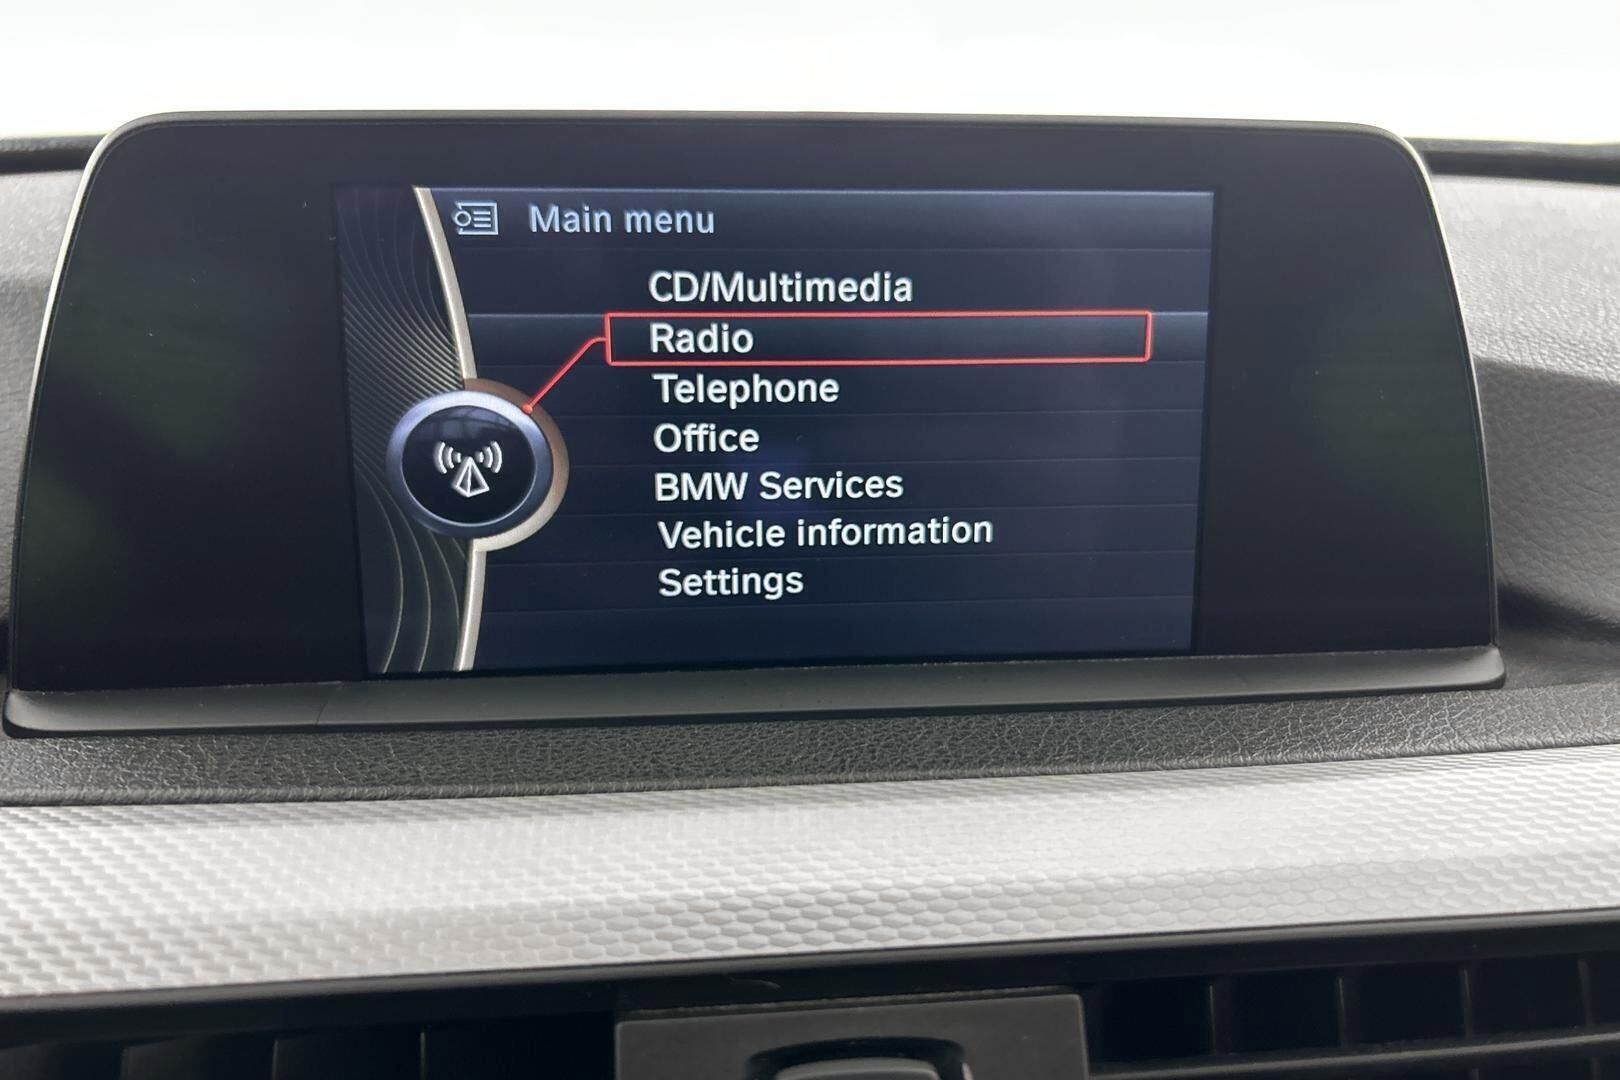 Main menu
CD/Multimedia
Radio
Telephone
Office
BMW Services
Vehicle information
Settings